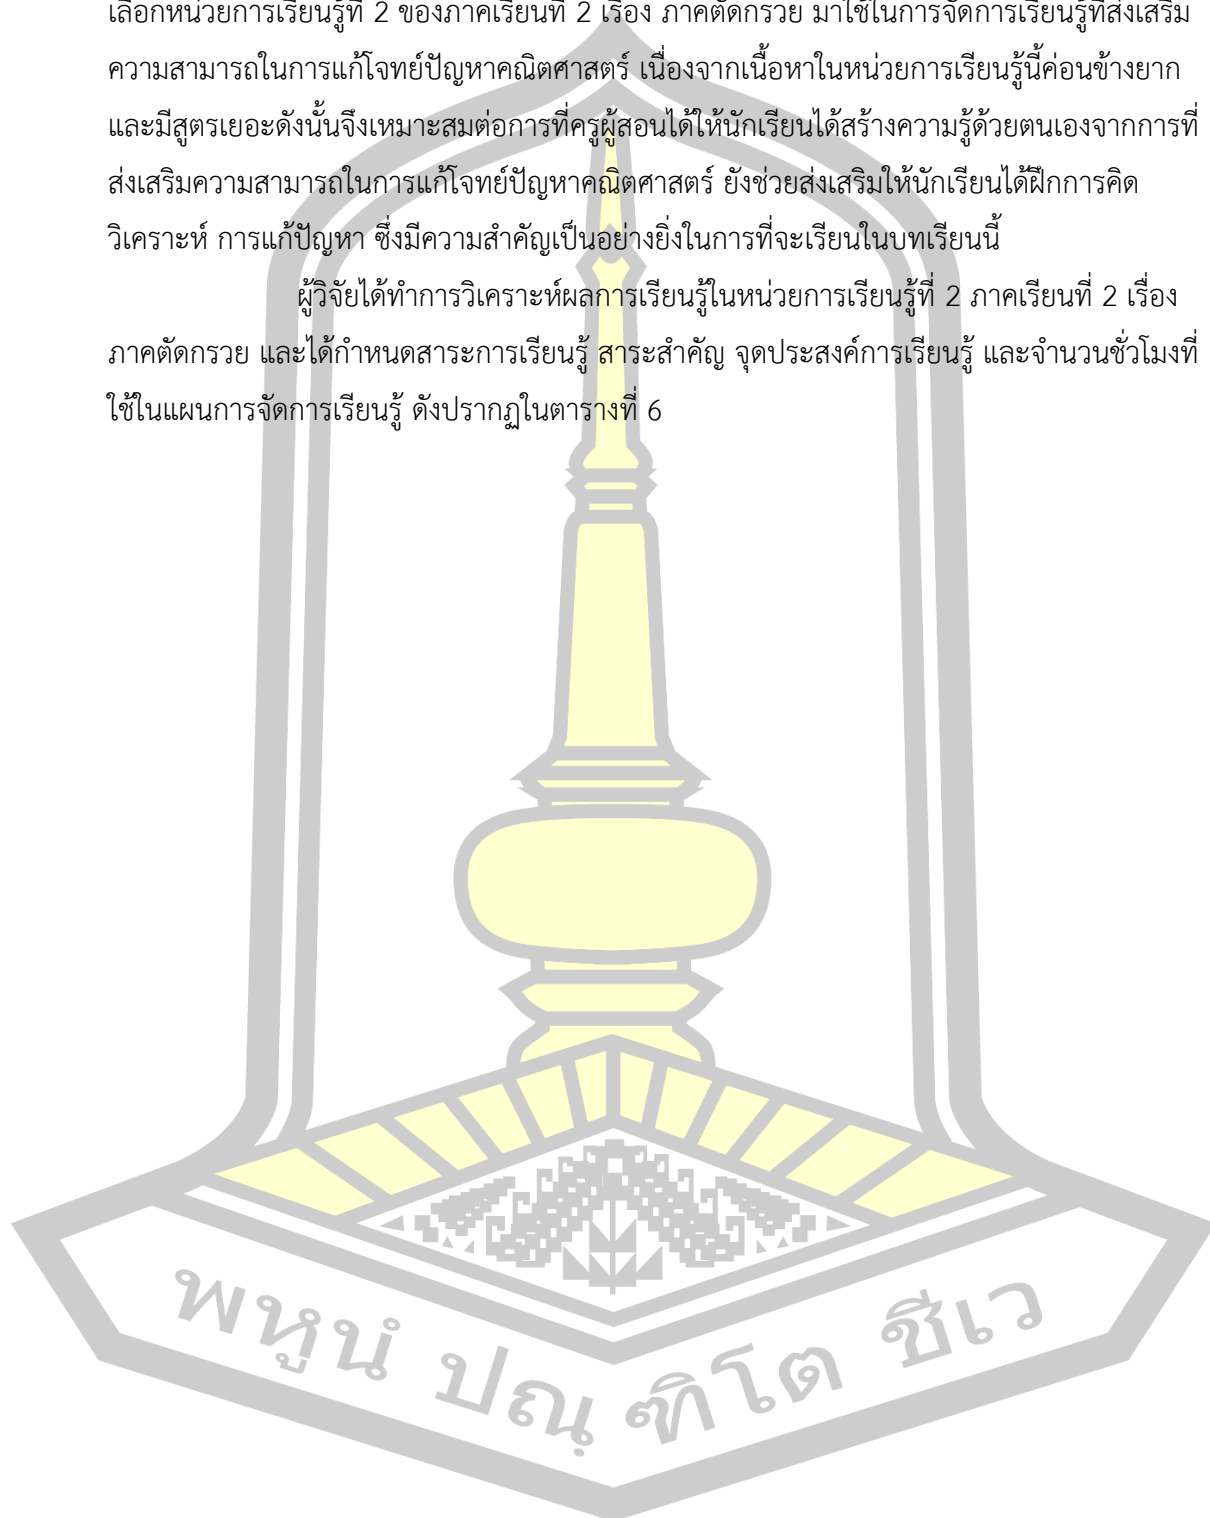 เลือกหน่วยการเรียนรู้ที่ 2 ของภาคเรียนที่ 2 เรื่อง ภาคตัดกรวย มาใช้ในการจัดการเรียนรู้ที่ส่งเสริม
ความสามารถในการแก้โจทย์ปัญหาคณิตศาสตร์ เนื่องจากเนื้อหาในหน่วยการเรียนรู้นี้ค่อนข้างยาก
และมีสูตรเยอะดังนั้นจึงเหมาะสมต่อการที่ครูผู้สอนได้ให้นักเรียนได้สร้างความรู้ด้วยตนเองจากการที่
ส่งเสริมความสามารถในการแก้โจทย์ปัญหาคณิตศาสตร์ ยังช่วยส่งเสริมให้นักเรียนได้ฝึกการคิด
วิเคราะห์ การแก้ปัญหา ซึ่งมีความสำคัญเป็นอย่างยิ่งในการที่จะเรียนในบทเรียนนี้
ผู้วิจัยได้ทำการวิเคราะห์ผลการเรียนรู้ในหน่วยการเรียนรู้ที่ 2 ภาคเรียนที่ 2 เรื่อง
ภาคตัดกรวย และได้กำหนดสาระการเรียนรู้ สาระสำคัญ จุดประสงค์การเรียนรู้ และจำนวนชั่วโมงที่
ใช้ในแผนการจัดการเรียนรู้ ดังปรากฏในตารางที่ 6
พหูนํ ปณฺฑิโต ชีเว